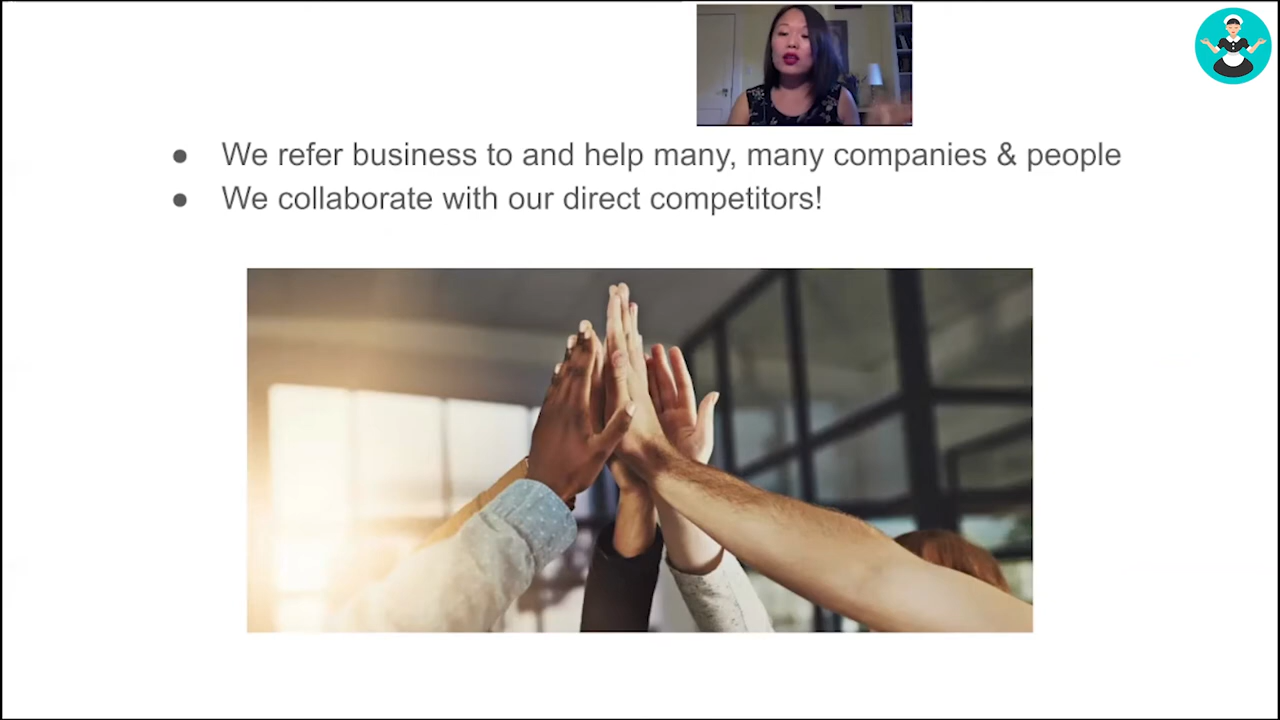 ● We refer business to and help many, many companies & people
● We collaborate with our direct competitors!